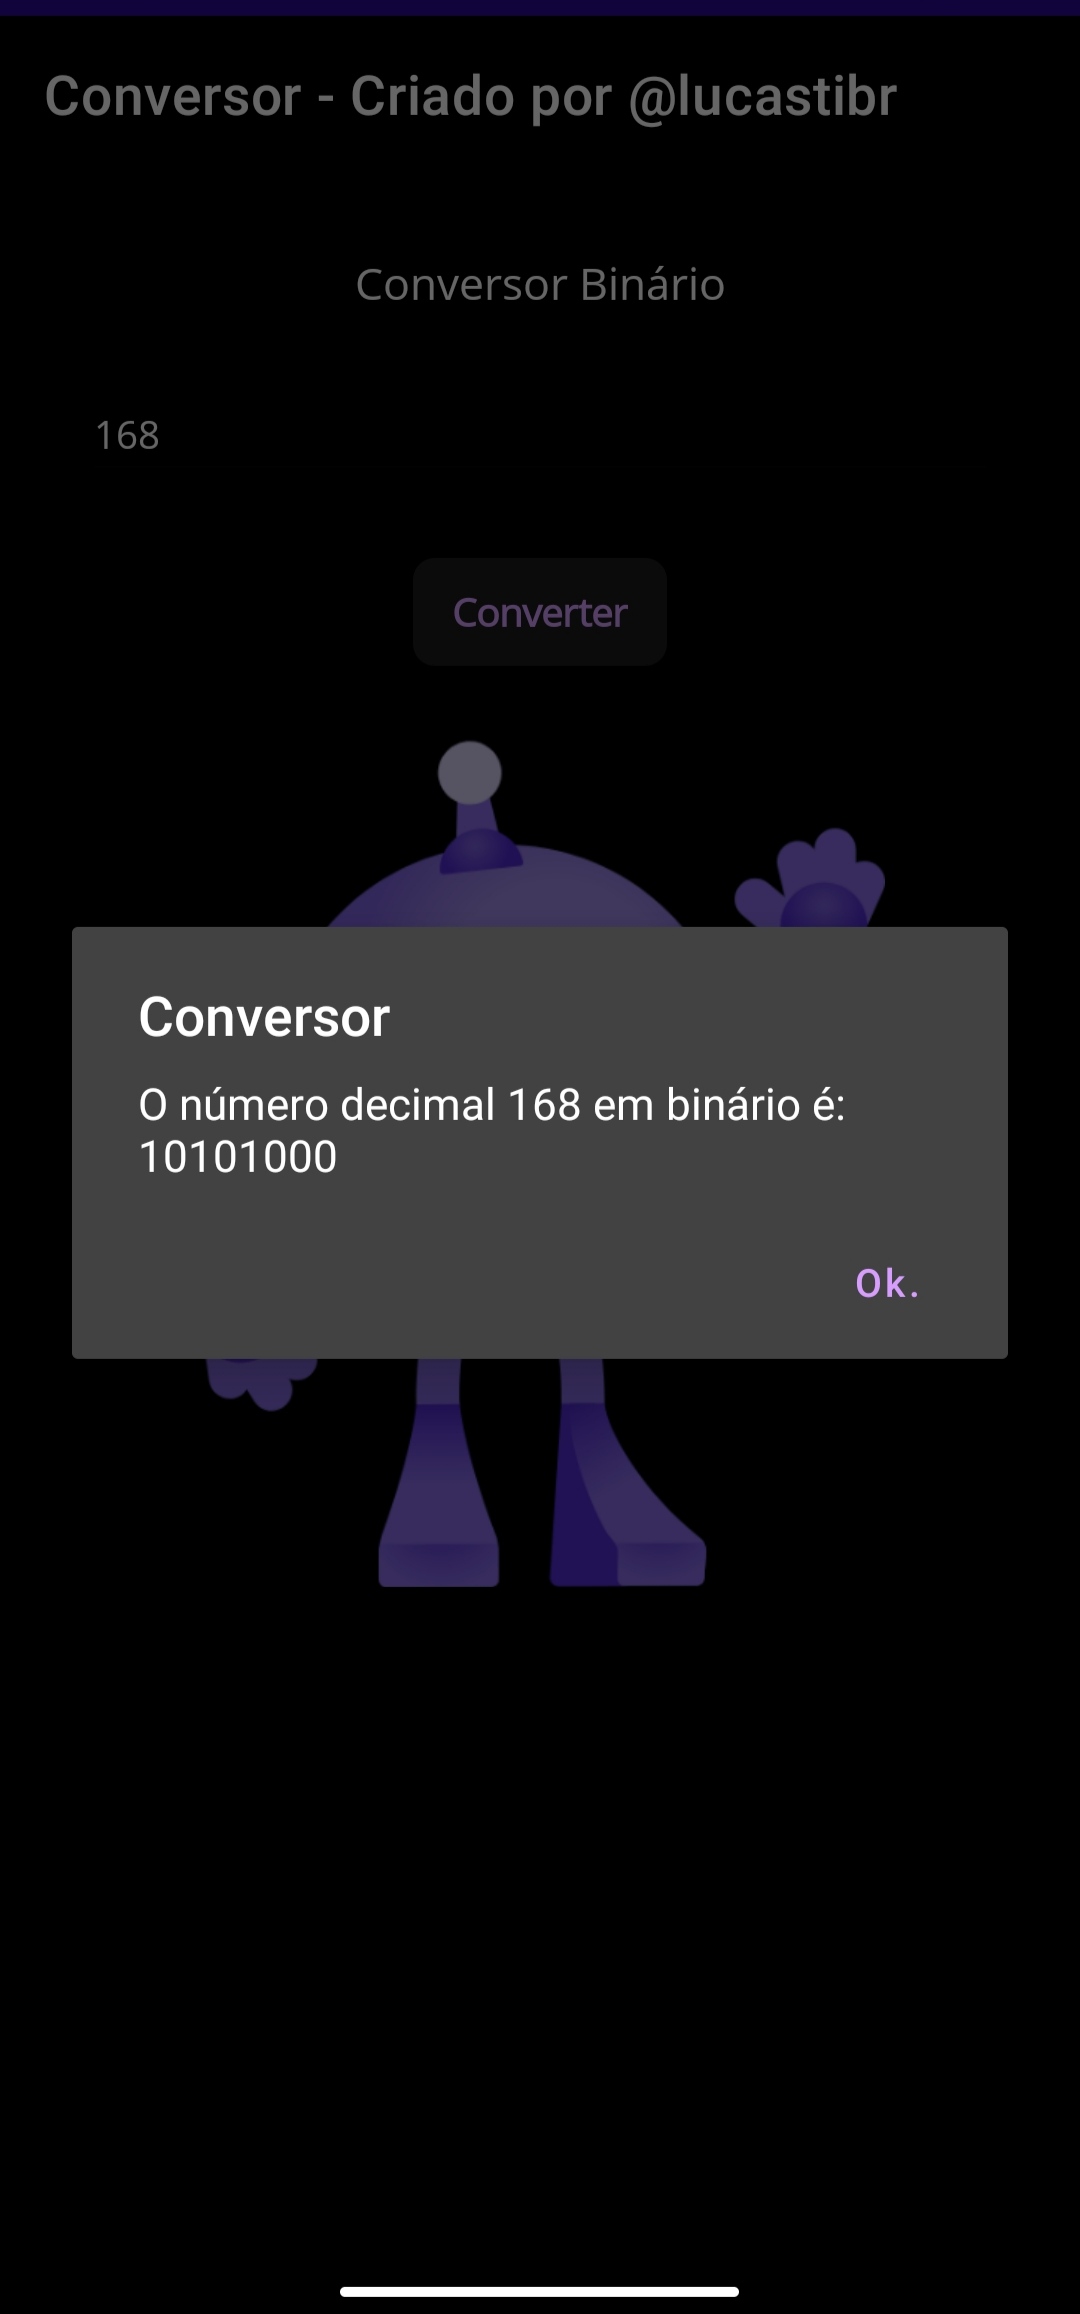 Conversor - Criado por @lucastibr
Conversor Binário
168
Converter
Conversor
O número decimal 168 em binário é:
10101000
Ok.